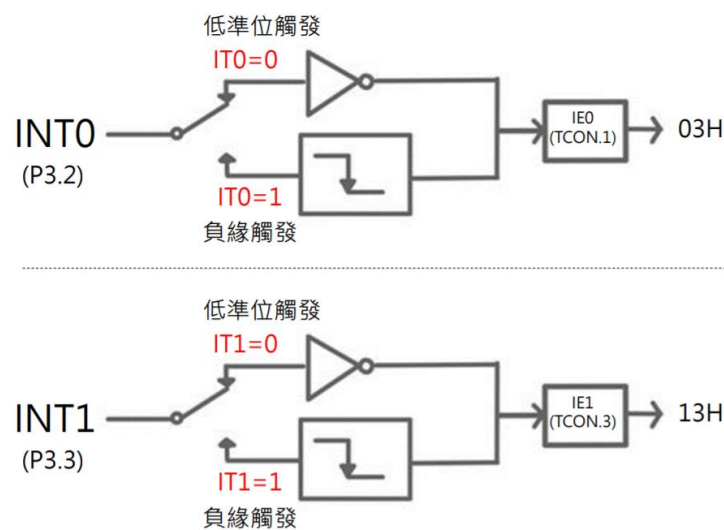 低準位觸發
IT0=0
INT0
(P3.2)
IE0
(TCON.1)
03H
IT0=1
負緣觸發
低準位觸發
IT1=0
INT1
(P3.3)
IE1
(TCON.3)
13H
IT1=1
負緣觸發